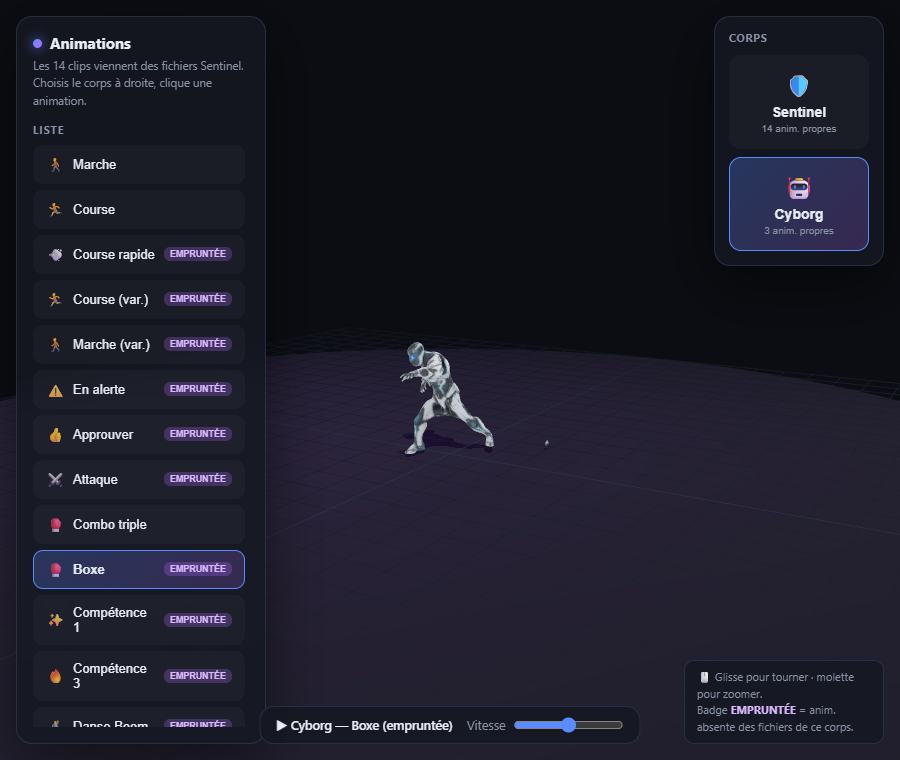 Animations
Les 14 clips viennent des fichiers Sentinel.
Choisis le corps à droite, clique une
animation.
LISTE
Marche
Course
Course rapide EMPRUNTÉE
Course (var.) EMPRUNTÉE
Marche (var.) EMPRUNTÉE
En alerte EMPRUNTÉE
Approuver EMPRUNTÉE
Attaque EMPRUNTÉE
Combo triple
Boxe EMPRUNTÉE
Compétence
1 EMPRUNTÉE
Compétence
3 EMPRUNTÉE
Danse Boom EMPRUNTÉE
CORPS
Sentinel
14 anim. propres
Cyborg
3 anim. propres
▶ Cyborg — Boxe (empruntée) Vitesse
Glisse pour tourner · molette
pour zoomer.
Badge EMPRUNTÉE = anim.
absente des fichiers de ce corps.